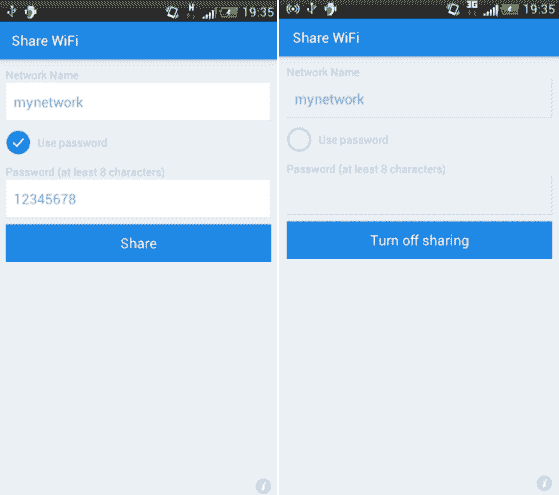 19:35
Share WiFi
Network Name
mynetwork
Use password
Password (at least 8 characters)
12345678
Share
3G
19:35
Share WiFi
Network Name
mynetwork
Use password
Password (at least 8 characters)
Turn off sharing